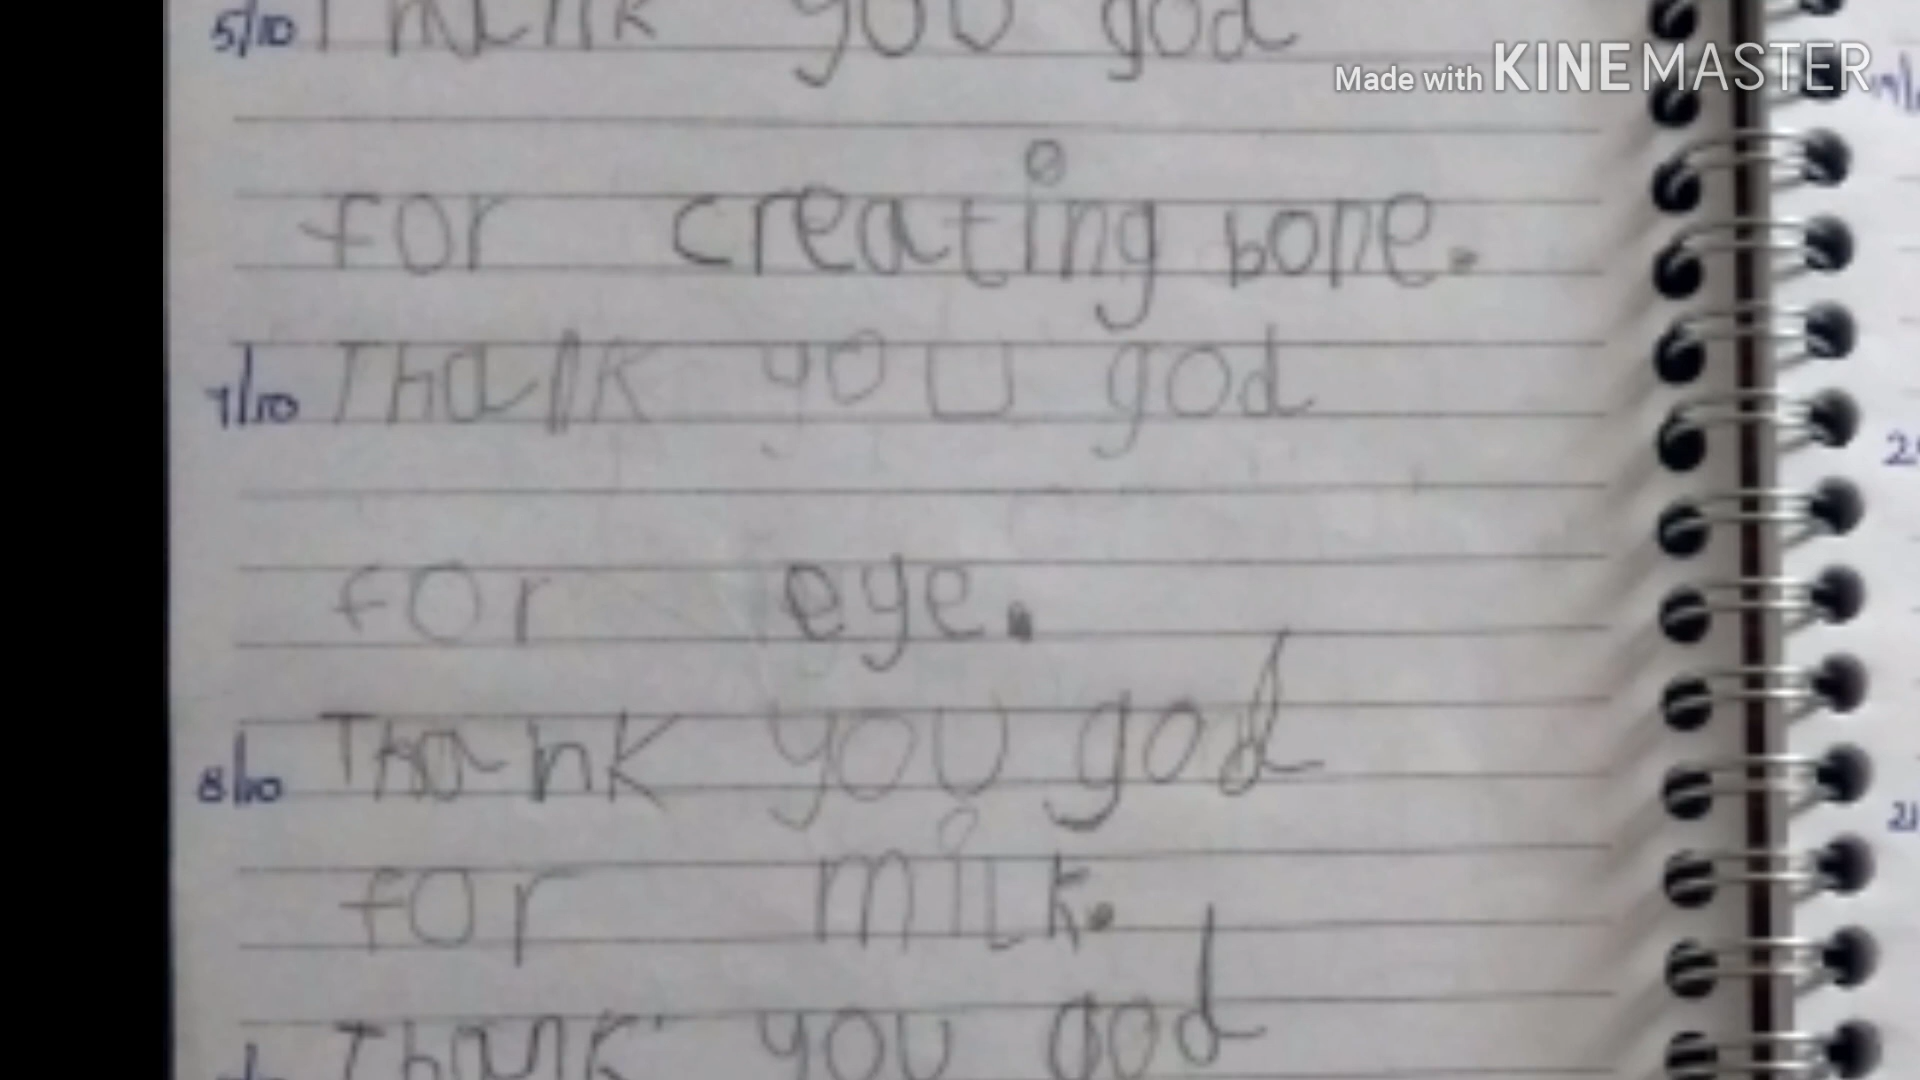 5/10 Thank you god
Made with KINEMASTER
for creating bone.
7/10 Thank you god
for eye.
8/10 Thank you god
for milk.
Thank you god
21